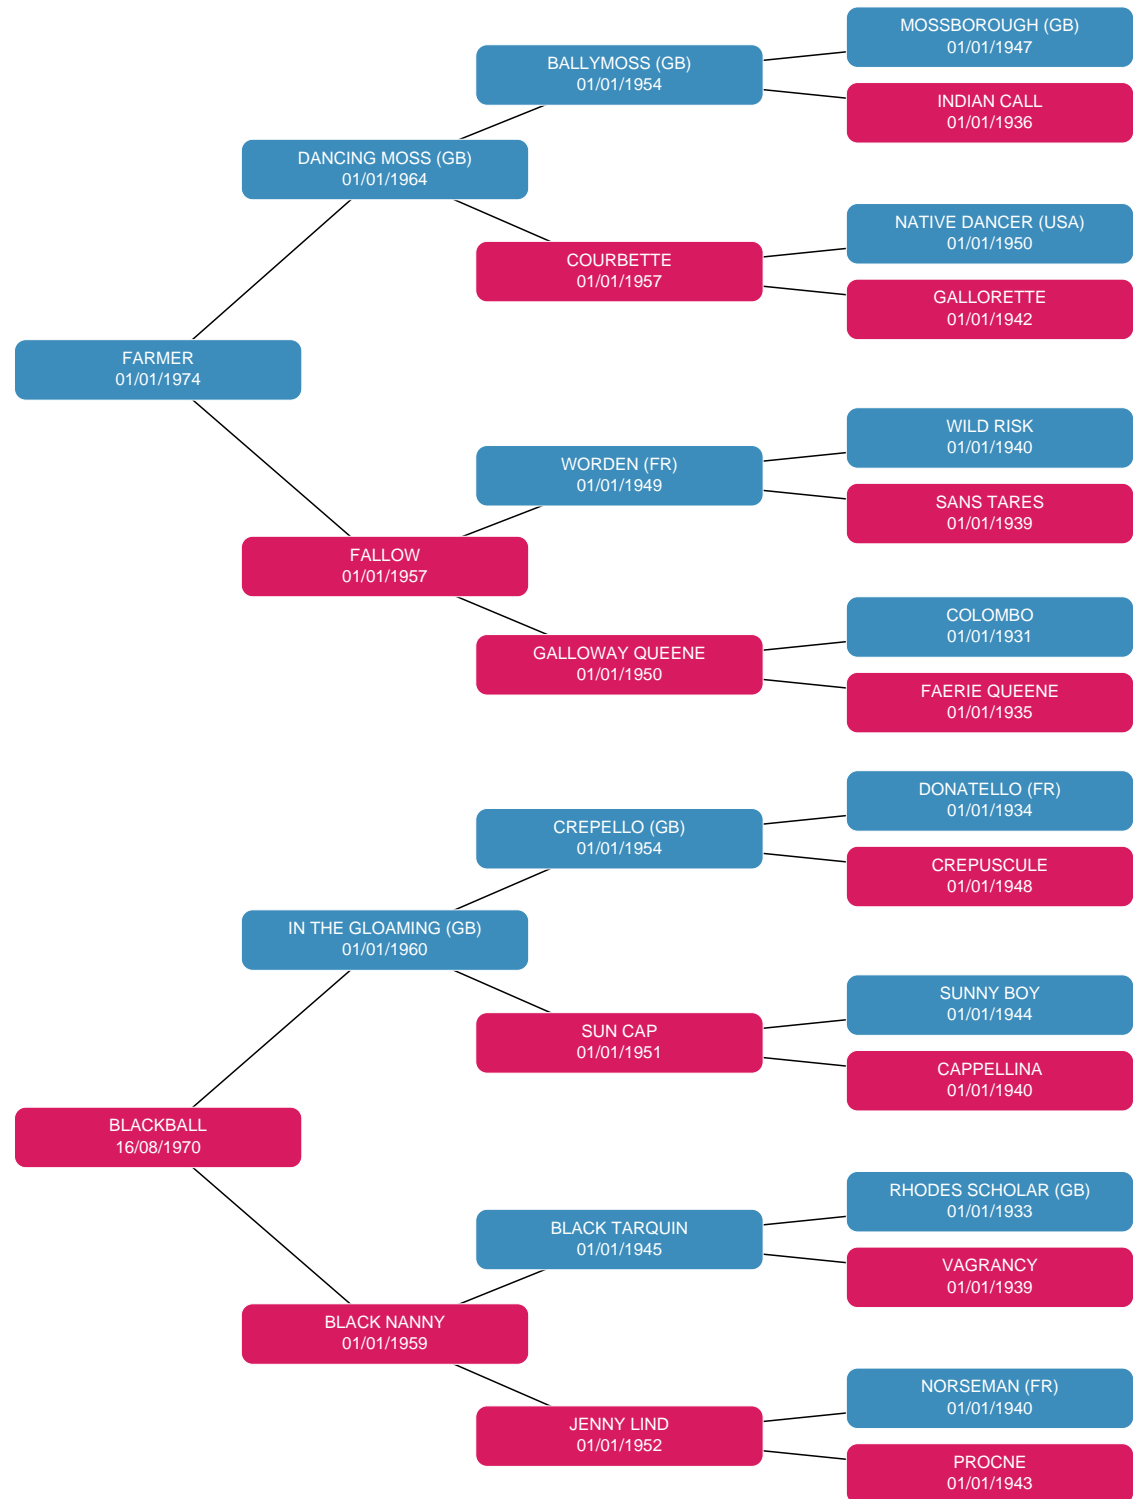 MOSSBOROUGH (GB)
01/01/1947
BALLYMOSS (GB)
01/01/1954
INDIAN CALL
01/01/1936
DANCING MOSS (GB)
01/01/1964
NATIVE DANCER (USA)
01/01/1950
COURBETTE
01/01/1957
GALLORETTE
01/01/1942
FARMER
01/01/1974
WILD RISK
01/01/1940
WORDEN (FR)
01/01/1949
SANS TARES
01/01/1939
FALLOW
01/01/1957
COLOMBO
01/01/1931
GALLOWAY QUEENE
01/01/1950
FAERIE QUEENE
01/01/1935
DONATELLO (FR)
01/01/1934
CREPELLO (GB)
01/01/1954
CREPUSCULE
01/01/1948
IN THE GLOAMING (GB)
01/01/1960
SUNNY BOY
01/01/1944
SUN CAP
01/01/1951
CAPPELLINA
01/01/1940
BLACKBALL
16/08/1970
RHODES SCHOLAR (GB)
01/01/1933
BLACK TARQUIN
01/01/1945
VAGRANCY
01/01/1939
BLACK NANNY
01/01/1959
NORSEMAN (FR)
01/01/1940
JENNY LIND
01/01/1952
PROCNE
01/01/1943